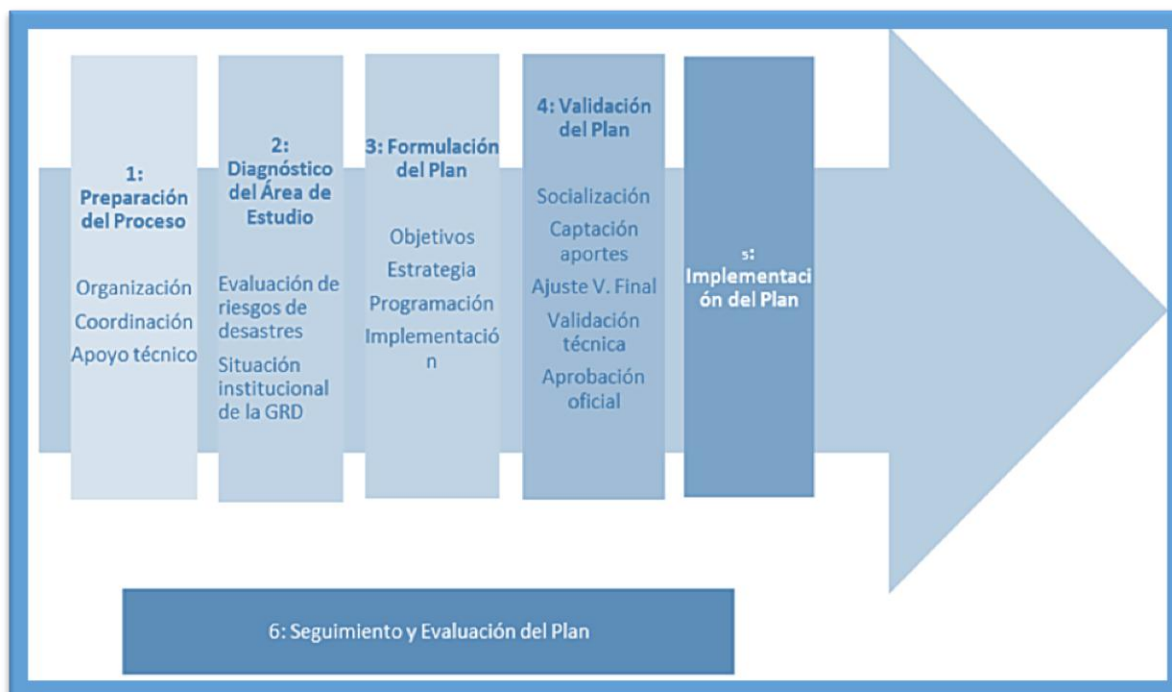 1:
Preparación
del Proceso
Organización
Coordinación
Apoyo técnico
2:
Diagnóstico
del Área de
Estudio
Evaluación de
riesgos de
desastres
Situación
institucional
de la GRD
3: Formulación
del Plan
Objetivos
Estrategia
Programación
Implementació
n
4: Validación
del Plan
Socialización
Captación
aportes
Ajuste V. Final
Validación
técnica
Aprobación
oficial
5:
Implementaci
ón del Plan
6: Seguimiento y Evaluación del Plan